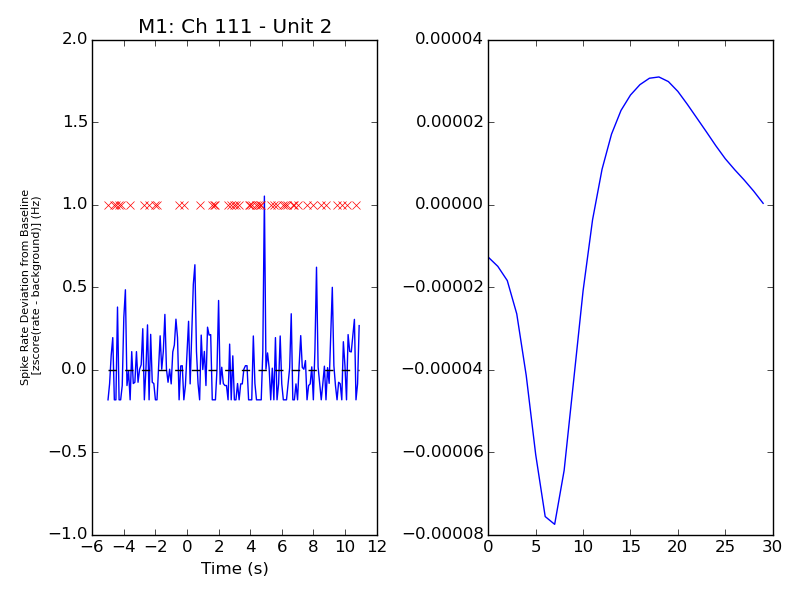 M1: Ch 111 - Unit 2
2.0
1.5
1.0
0.5
0.0
−0.5
−1.0
Spike Rate Deviation from Baseline
[zscore(rate - background)] (Hz)
−6 −4 −2 0 2 4 6 8 10 12
Time (s)
0.00004
0.00002
0.00000
−0.00002
−0.00004
−0.00006
−0.00008
0 5 10 15 20 25 30